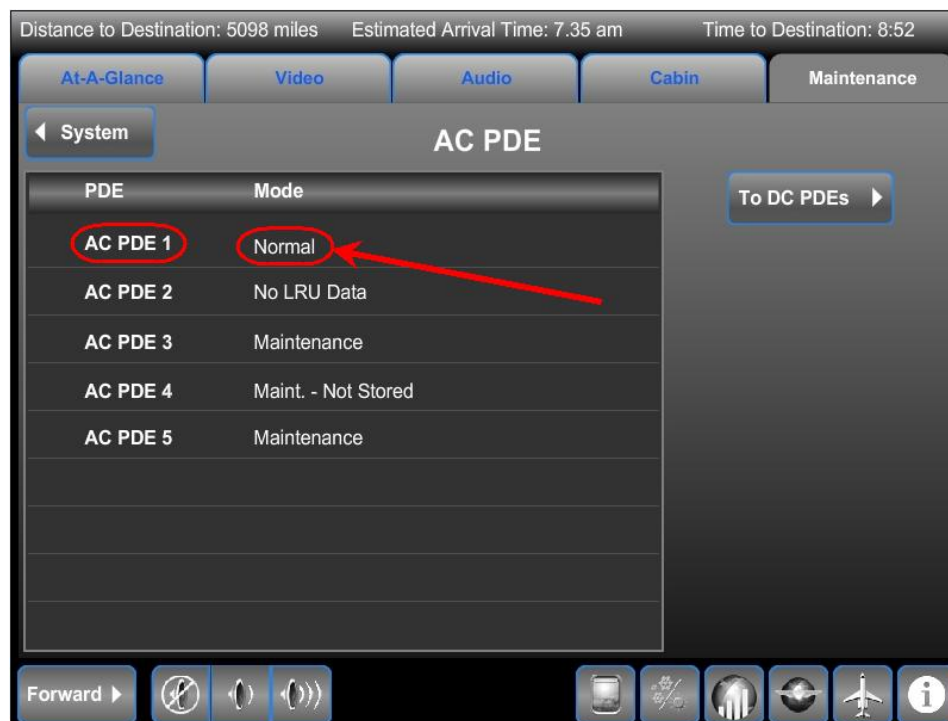 Distance to Destination: 5098 miles Estimated Arrival Time: 7.35 am Time to Destination: 8:52
At-A-Glance Video Audio Cabin Maintenance
System
AC PDE
PDE Mode
To DC PDEs
AC PDE 1 Normal
AC PDE 2 No LRU Data
AC PDE 3 Maintenance
AC PDE 4 Maint. - Not Stored
AC PDE 5 Maintenance
Forward